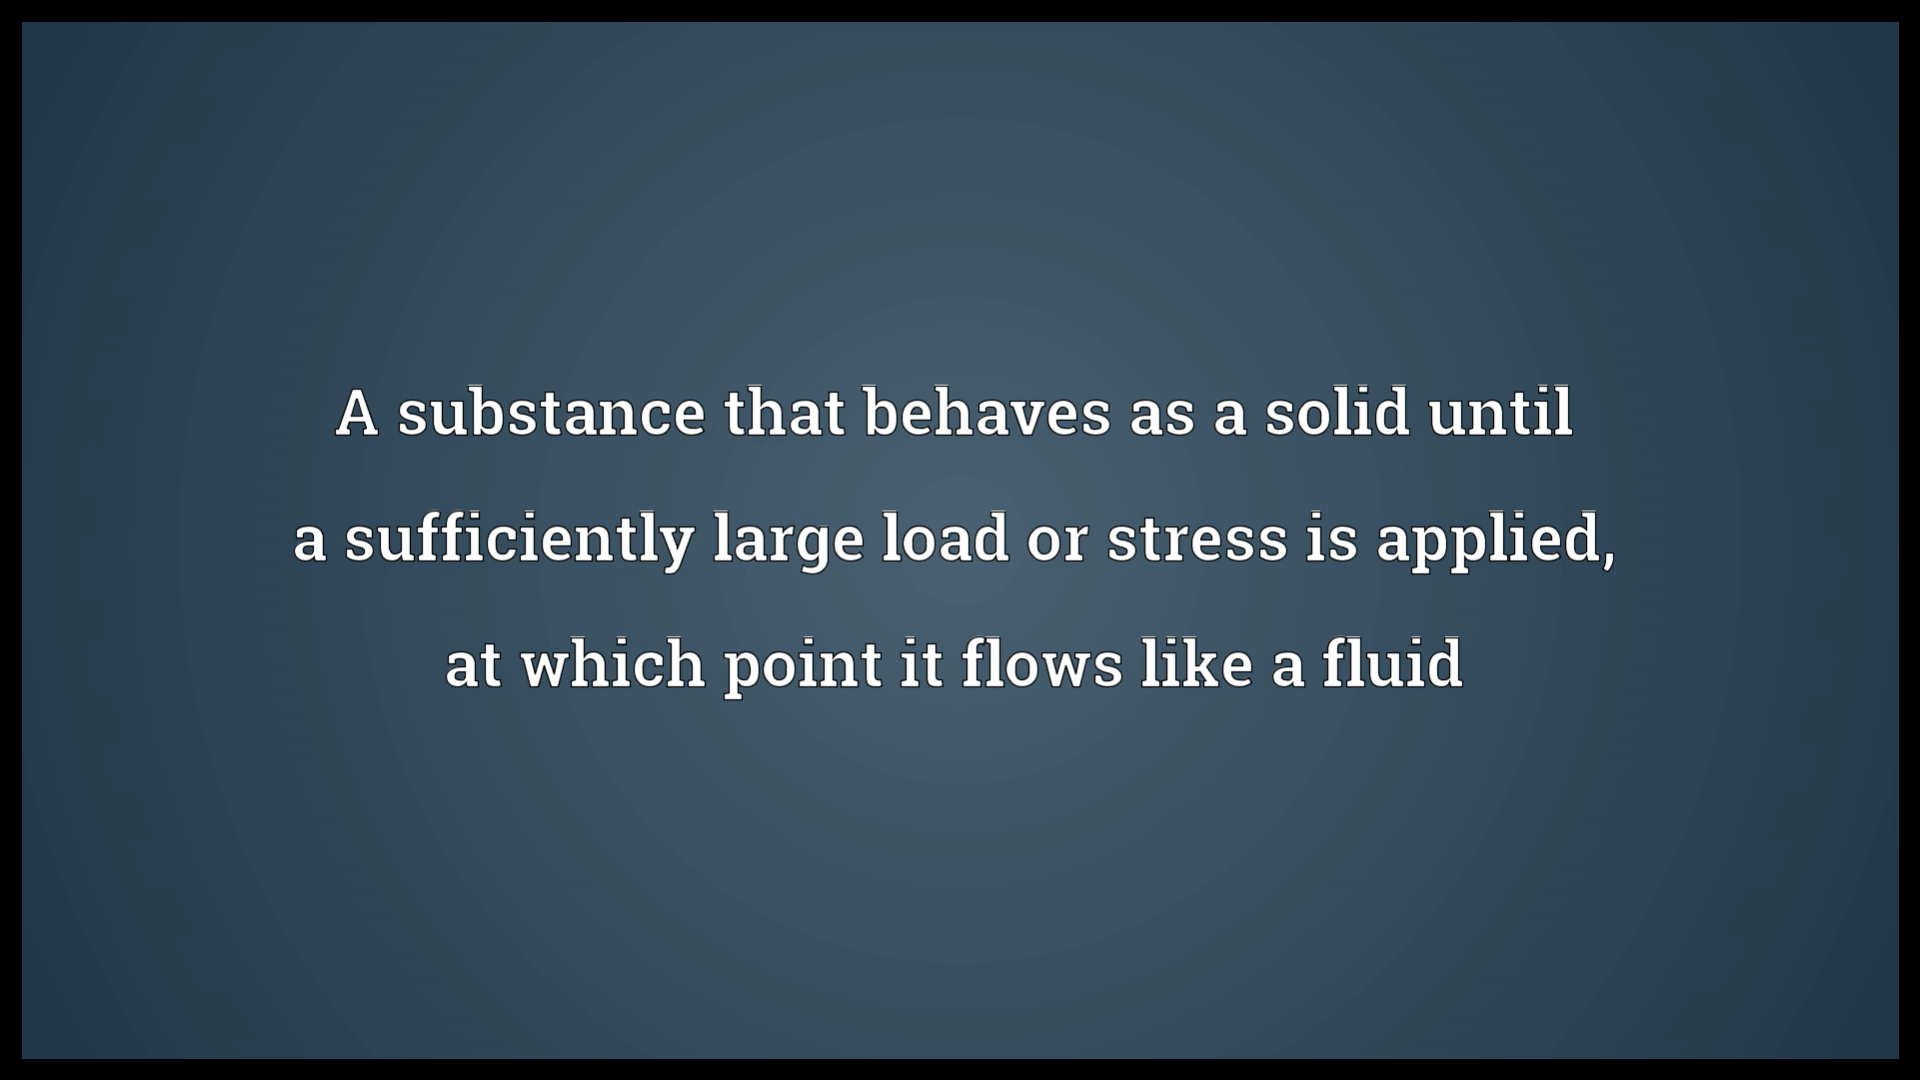 A substance that behaves as a solid until
a sufficiently large load or stress is applied,
at which point it flows like a fluid